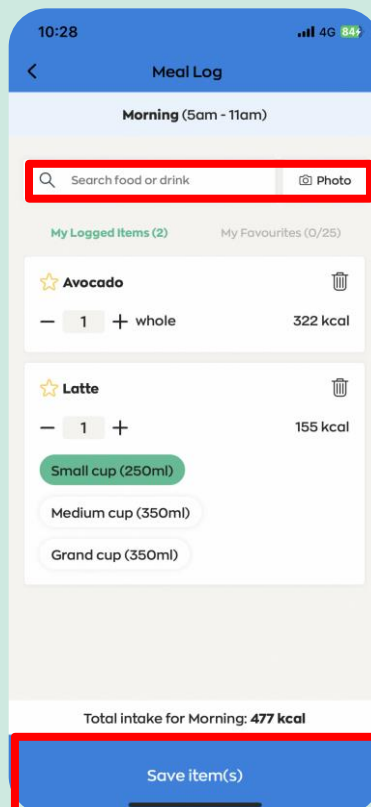 10:28 4G 84
Meal Log
Morning (5am - 11am)
Search food or drink Photo
My Logged Items (2) My Favourites (0/25)
Avocado
1 whole 322 kcal
Latte
1 155 kcal
Small cup (250ml)
Medium cup (350ml)
Grand cup (350ml)
Total intake for Morning: 477 kcal
Save item(s)